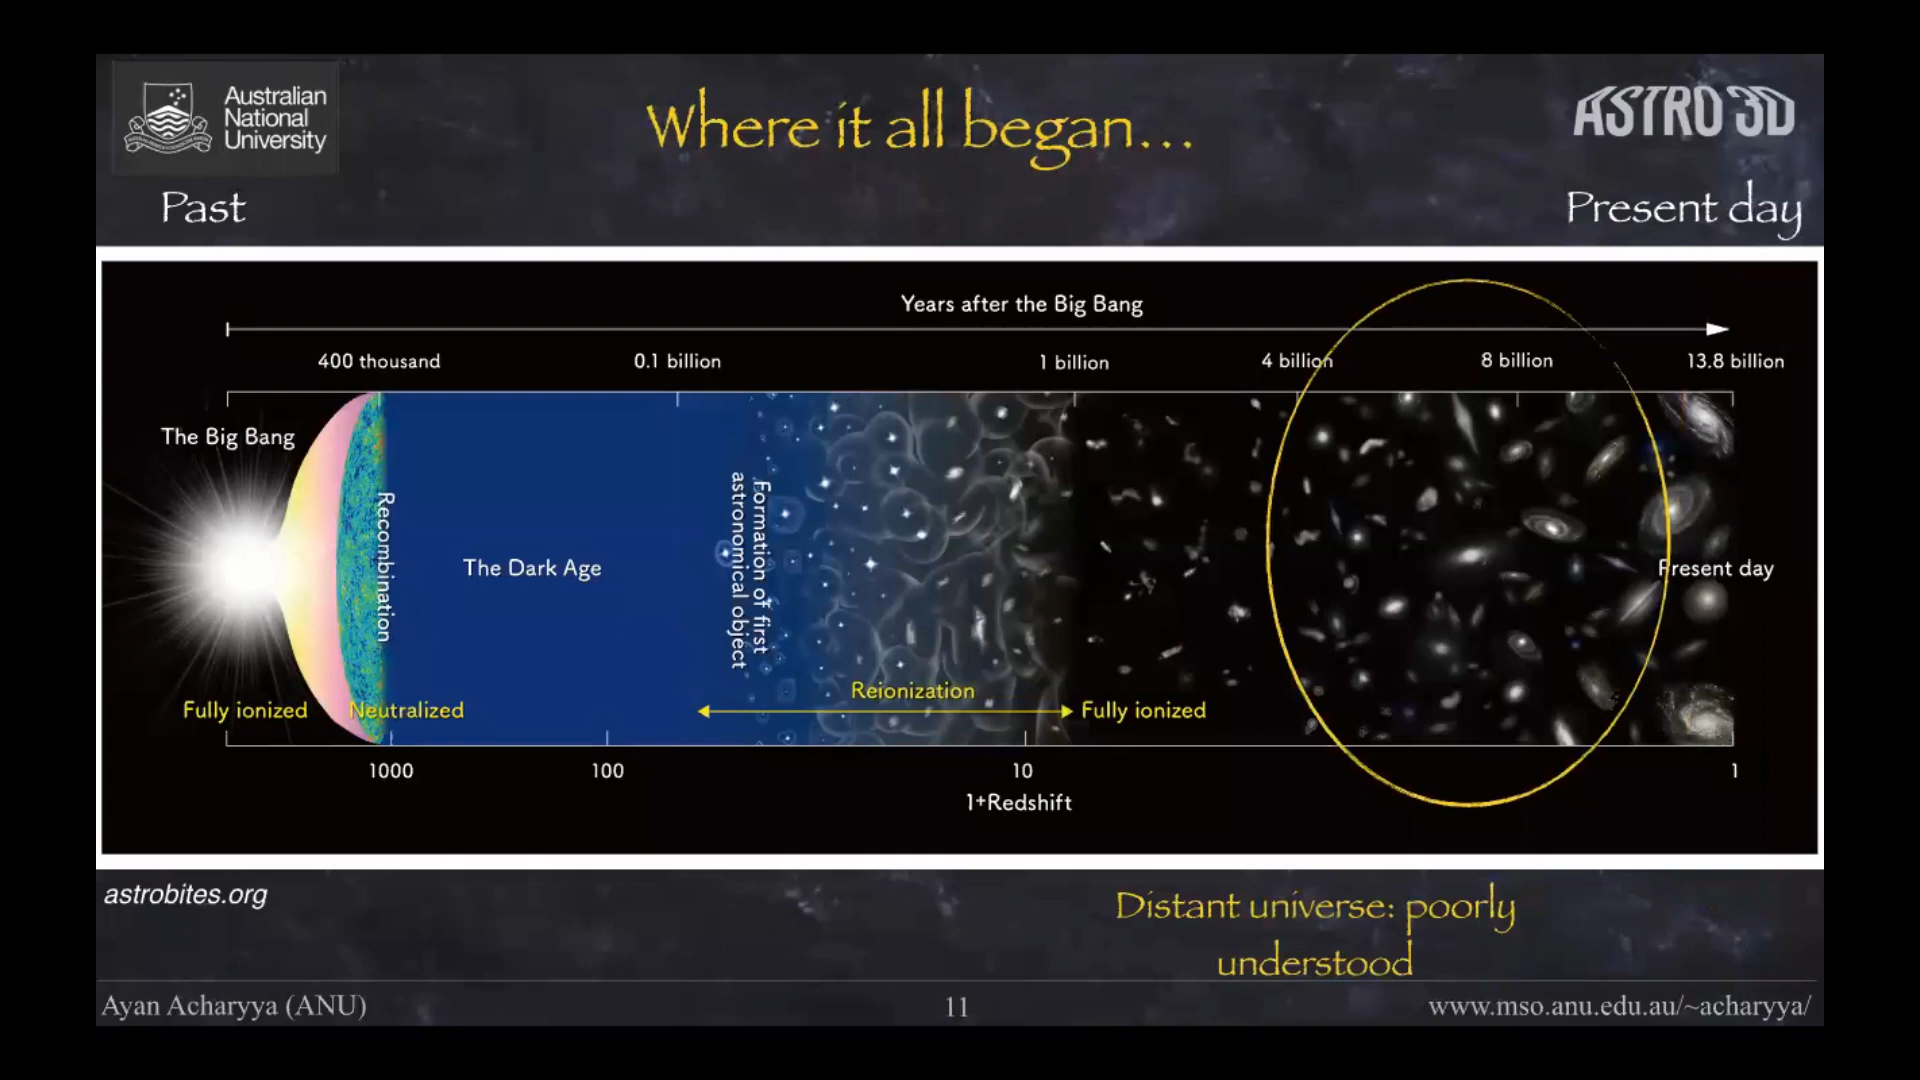 Australian
National
University
Where it all began...
ASTRO 3D
Past
Present day
Years after the Big Bang
400 thousand
0.1 billion
1 billion
4 billion
8 billion
13.8 billion
The Big Bang
Recombination
The Dark Age
Formation of first
astronomical object
Present day
Fully ionized
Neutralized
Reionization
Fully ionized
1000
100
10
1
1+Redshift
astrobites.org
Distant universe: poorly
understood
Ayan Acharyya (ANU)
11
www.mso.anu.edu.au/~acharyya/